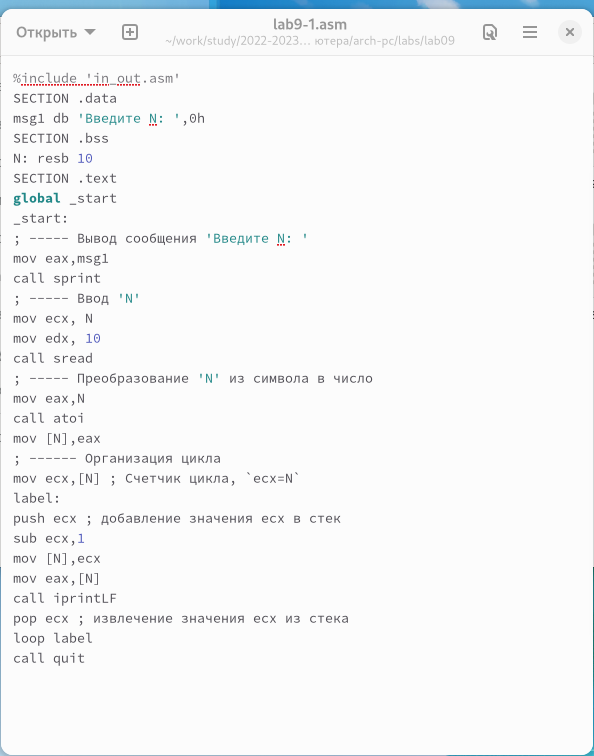 Открыть
lab9-1.asm
~/work/study/2022-2023... ютера/arch-pc/labs/lab09
%include 'in_out.asm'
SECTION .data
msg1 db 'Введите N: ',0h
SECTION .bss
N: resb 10
SECTION .text
global _start
_start:
; ----- Вывод сообщения 'Введите N: '
mov eax,msg1
call sprint
; ----- Ввод 'N'
mov ecx, N
mov edx, 10
call sread
; ----- Преобразование 'N' из символа в число
mov eax,N
call atoi
mov [N],eax
; ------ Организация цикла
mov ecx,[N] ; Счетчик цикла, `ecx=N`
label:
push ecx ; добавление значения ecx в стек
sub ecx,1
mov [N],ecx
mov eax,[N]
call iprintLF
pop ecx ; извлечение значения ecx из стека
loop label
call quit